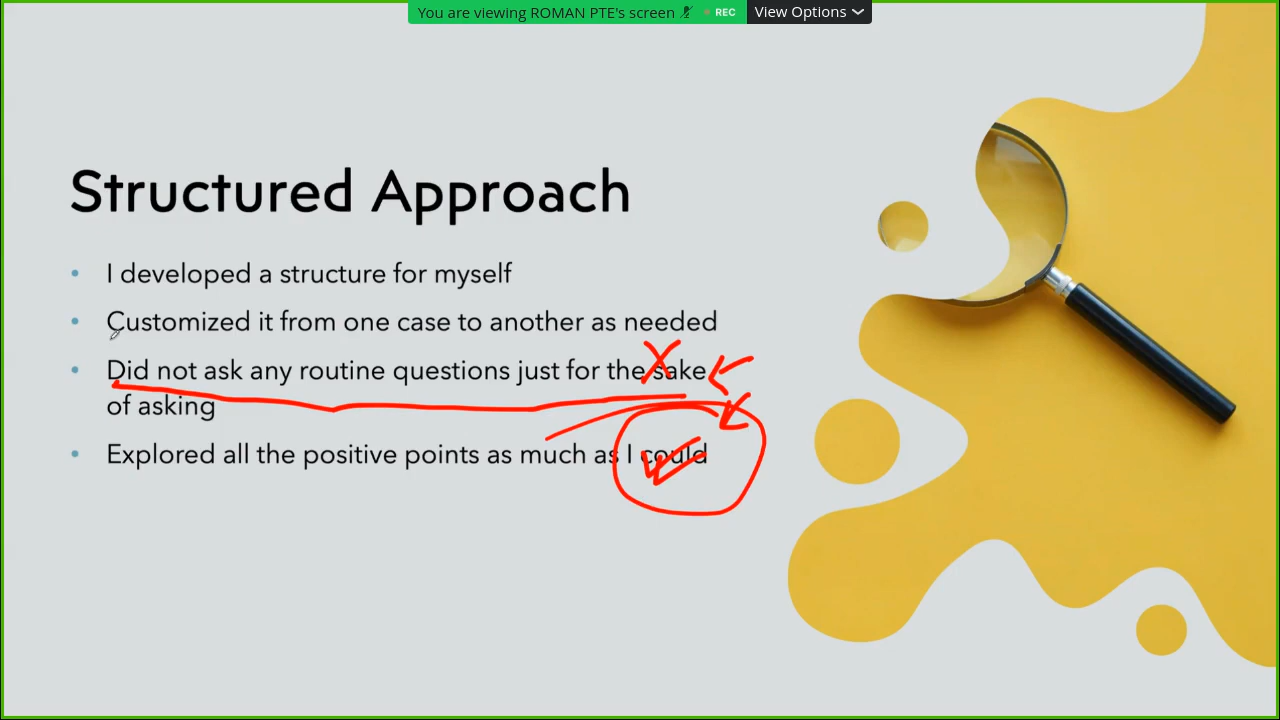 You are viewing ROMAN PTE's screen REC View Options
Structured Approach
• I developed a structure for myself
• Customized it from one case to another as needed
• Did not ask any routine questions just for the sake
of asking
• Explored all the positive points as much as I could